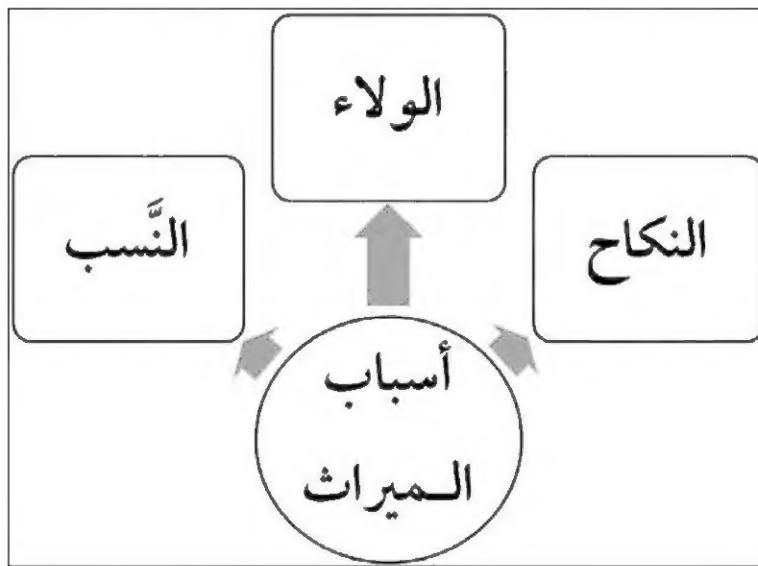 الولاء
النكاح
النَّسب
أسباب
الـميراث